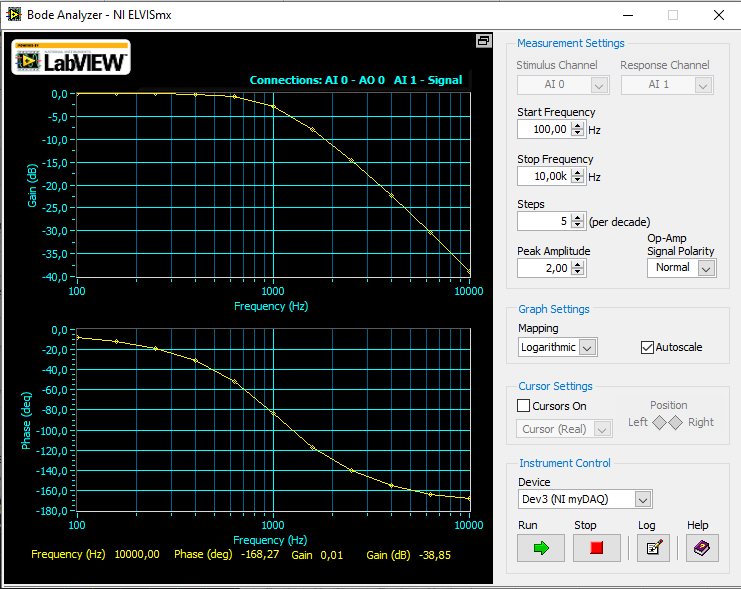 Bode Analyzer - NI ELVISmx
POWERED BY
LabVIEW™
Connections: AI 0 - AO 0 AI 1 - Signal
0,0
-5,0
-10,0
-15,0
-20,0
-25,0
-30,0
-35,0
-40,0
Gain (dB)
100
1000
10000
Frequency (Hz)
0,0
-20,0
-40,0
-60,0
-80,0
-100,0
-120,0
-140,0
-160,0
-180,0
Phase (deg)
100
1000
10000
Frequency (Hz)
Frequency (Hz) 10000,00 Phase (deg) -168,27 Gain 0,01 Gain (dB) -38,85
Measurement Settings
Stimulus Channel Response Channel
AI 0 AI 1
Start Frequency
100,00 Hz
Stop Frequency
10,00k Hz
Steps
5 (per decade)
Op-Amp
Peak Amplitude Signal Polarity
2,00 Normal
Graph Settings
Mapping
Logarithmic Autoscale
Cursor Settings
Cursors On Position
Cursor (Real) Left Right
Instrument Control
Device
Dev3 (NI myDAQ)
Run Stop Log Help